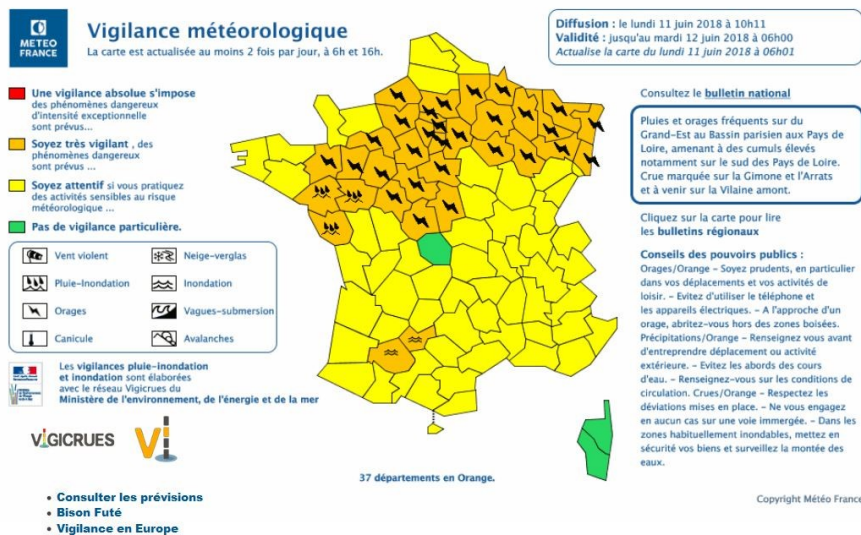 METEO
FRANCE
Vigilance météorologique
La carte est actualisée au moins 2 fois par jour, à 6h et 16h.
Diffusion : le lundi 11 juin 2018 à 10h11
Validité : jusqu'au mardi 12 juin 2018 à 06h00
Actualise la carte du lundi 11 juin 2018 à 06h01
Une vigilance absolue s'impose
des phénomènes dangereux
d'intensité exceptionnelle
sont prévus...
Soyez très vigilant , des
phénomènes dangereux
sont prévus ...
Soyez attentif si vous pratiquez
des activités sensibles au risque
météorologique ...
Pas de vigilance particulière.
Vent violent
Neige-verglas
Pluie-Inondation
Inondation
Orages
Vagues-submersion
Canicule
Avalanches
Les vigilances pluie-inondation
et inondation sont élaborées
avec le réseau Vigicrues du
Ministère de l'environnement, de l'énergie et de la mer
VIGICRUES
Vi
37 départements en Orange.
Consultez le bulletin national
Pluies et orages fréquents sur du
Grand-Est au Bassin parisien aux Pays de
Loire, amenant à des cumuls élevés
notamment sur le sud des Pays de Loire.
Crue marquée sur la Gimone et l'Arrats
et à venir sur la Vilaine amont.
Cliquez sur la carte pour lire
les bulletins régionaux
Conseils des pouvoirs publics :
Orages/Orange - Soyez prudents, en particulier
dans vos déplacements et vos activités de
loisir. - Evitez d'utiliser le téléphone et
les appareils électriques. - A l'approche d'un
orage, abritez-vous hors des zones boisées.
Précipitations/Orange - Renseignez vous avant
d'entreprendre déplacement ou activité
extérieure. - Evitez les abords des cours
d'eau. - Renseignez-vous sur les conditions de
circulation. Crues/Orange - Respectez les
déviations mises en place. - Ne vous engagez
en aucun cas sur une voie immergée. - Dans les
zones habituellement inondables, mettez en
sécurité vos biens et surveillez la montée des
eaux.
Copyright Météo France
• Consulter les prévisions
• Bison Futé
• Vigilance en Europe